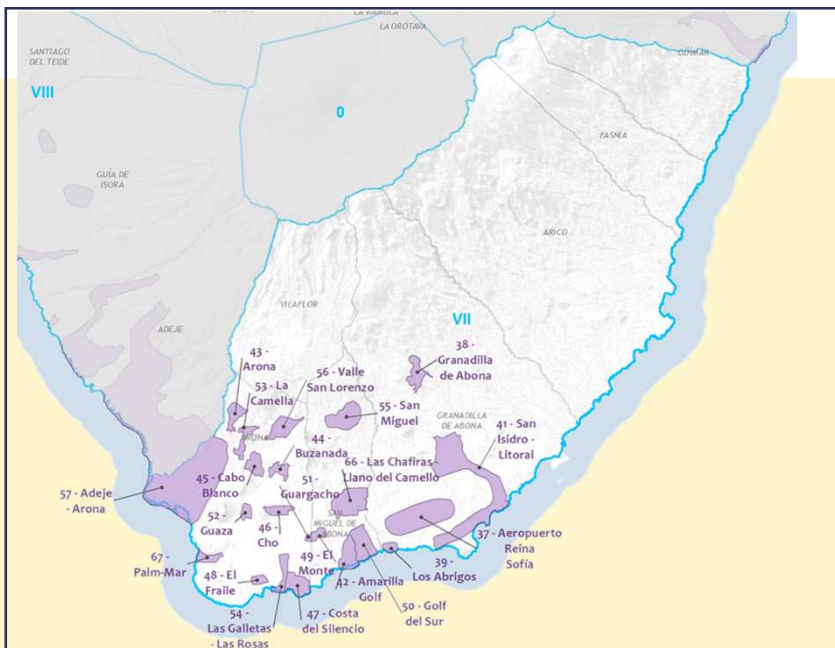 LA RAMBLA
LA OROTAVA
SANTIAGO
DEL TEIDE
GÜÍMAR
VIII
0
FASNIA
GUÍA DE
ISORA
ARICO
VILAFLOR
VII
ADEJE
43 -
Arona
56 - Valle
San Lorenzo
38 -
Granadilla
de Abona
53 - La
Camella
55 - San
Miguel
GRANADILLA
DE ABONA
41 - San
Isidro -
Litoral
ARONA
44 -
Buzanada
45 - Cabo
Blanco
51 -
Guargacho
66 - Las Chafiras -
Llano del Camello
57 - Adeje
- Arona
52 -
Guaza
46 -
Cho
SAN
MIGUEL DE
ABONA
37 - Aeropuerto
Reina
Sofía
67 -
Palm-Mar
48 - El
Fraile
49 - El
Monte
39 -
Los Abrigos
42 - Amarilla
Golf
50 - Golf
del Sur
54 -
Las Galletas
- Las Rosas
47 - Costa
del Silencio